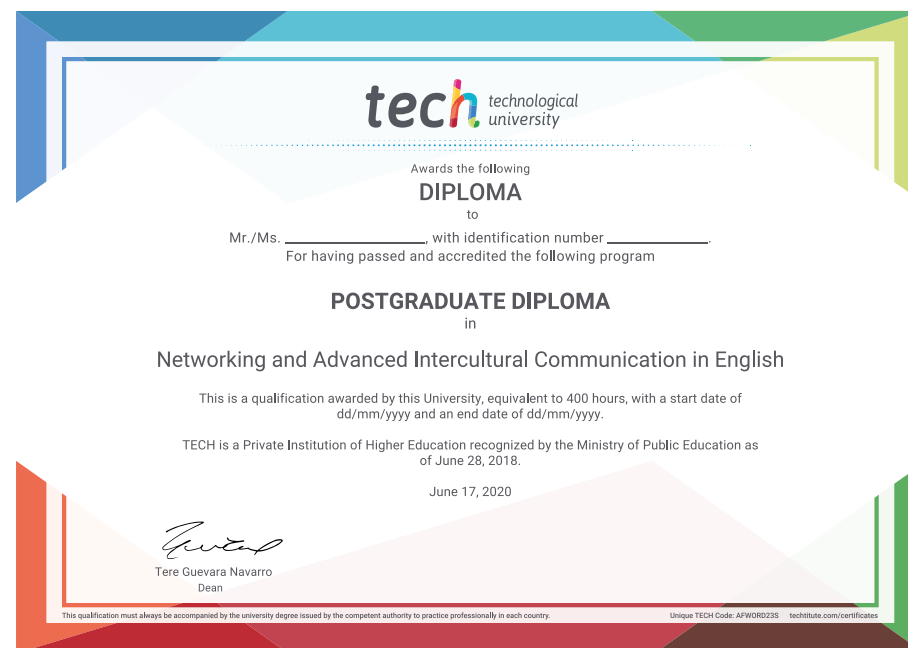 tech technological
university
Awards the following
DIPLOMA
to
Mr./Ms. ____________________, with identification number ______________.
For having passed and accredited the following program
POSTGRADUATE DIPLOMA
in
Networking and Advanced Intercultural Communication in English
This is a qualification awarded by this University, equivalent to 400 hours, with a start date of
dd/mm/yyyy and an end date of dd/mm/yyyy.
TECH is a Private Institution of Higher Education recognized by the Ministry of Public Education as
of June 28, 2018.
June 17, 2020
Tere Guevara Navarro
Dean
This qualification must always be accompanied by the university degree issued by the competent authority to practice professionally in each country. Unique TECH Code: AFWORD23S techtitute.com/certificates